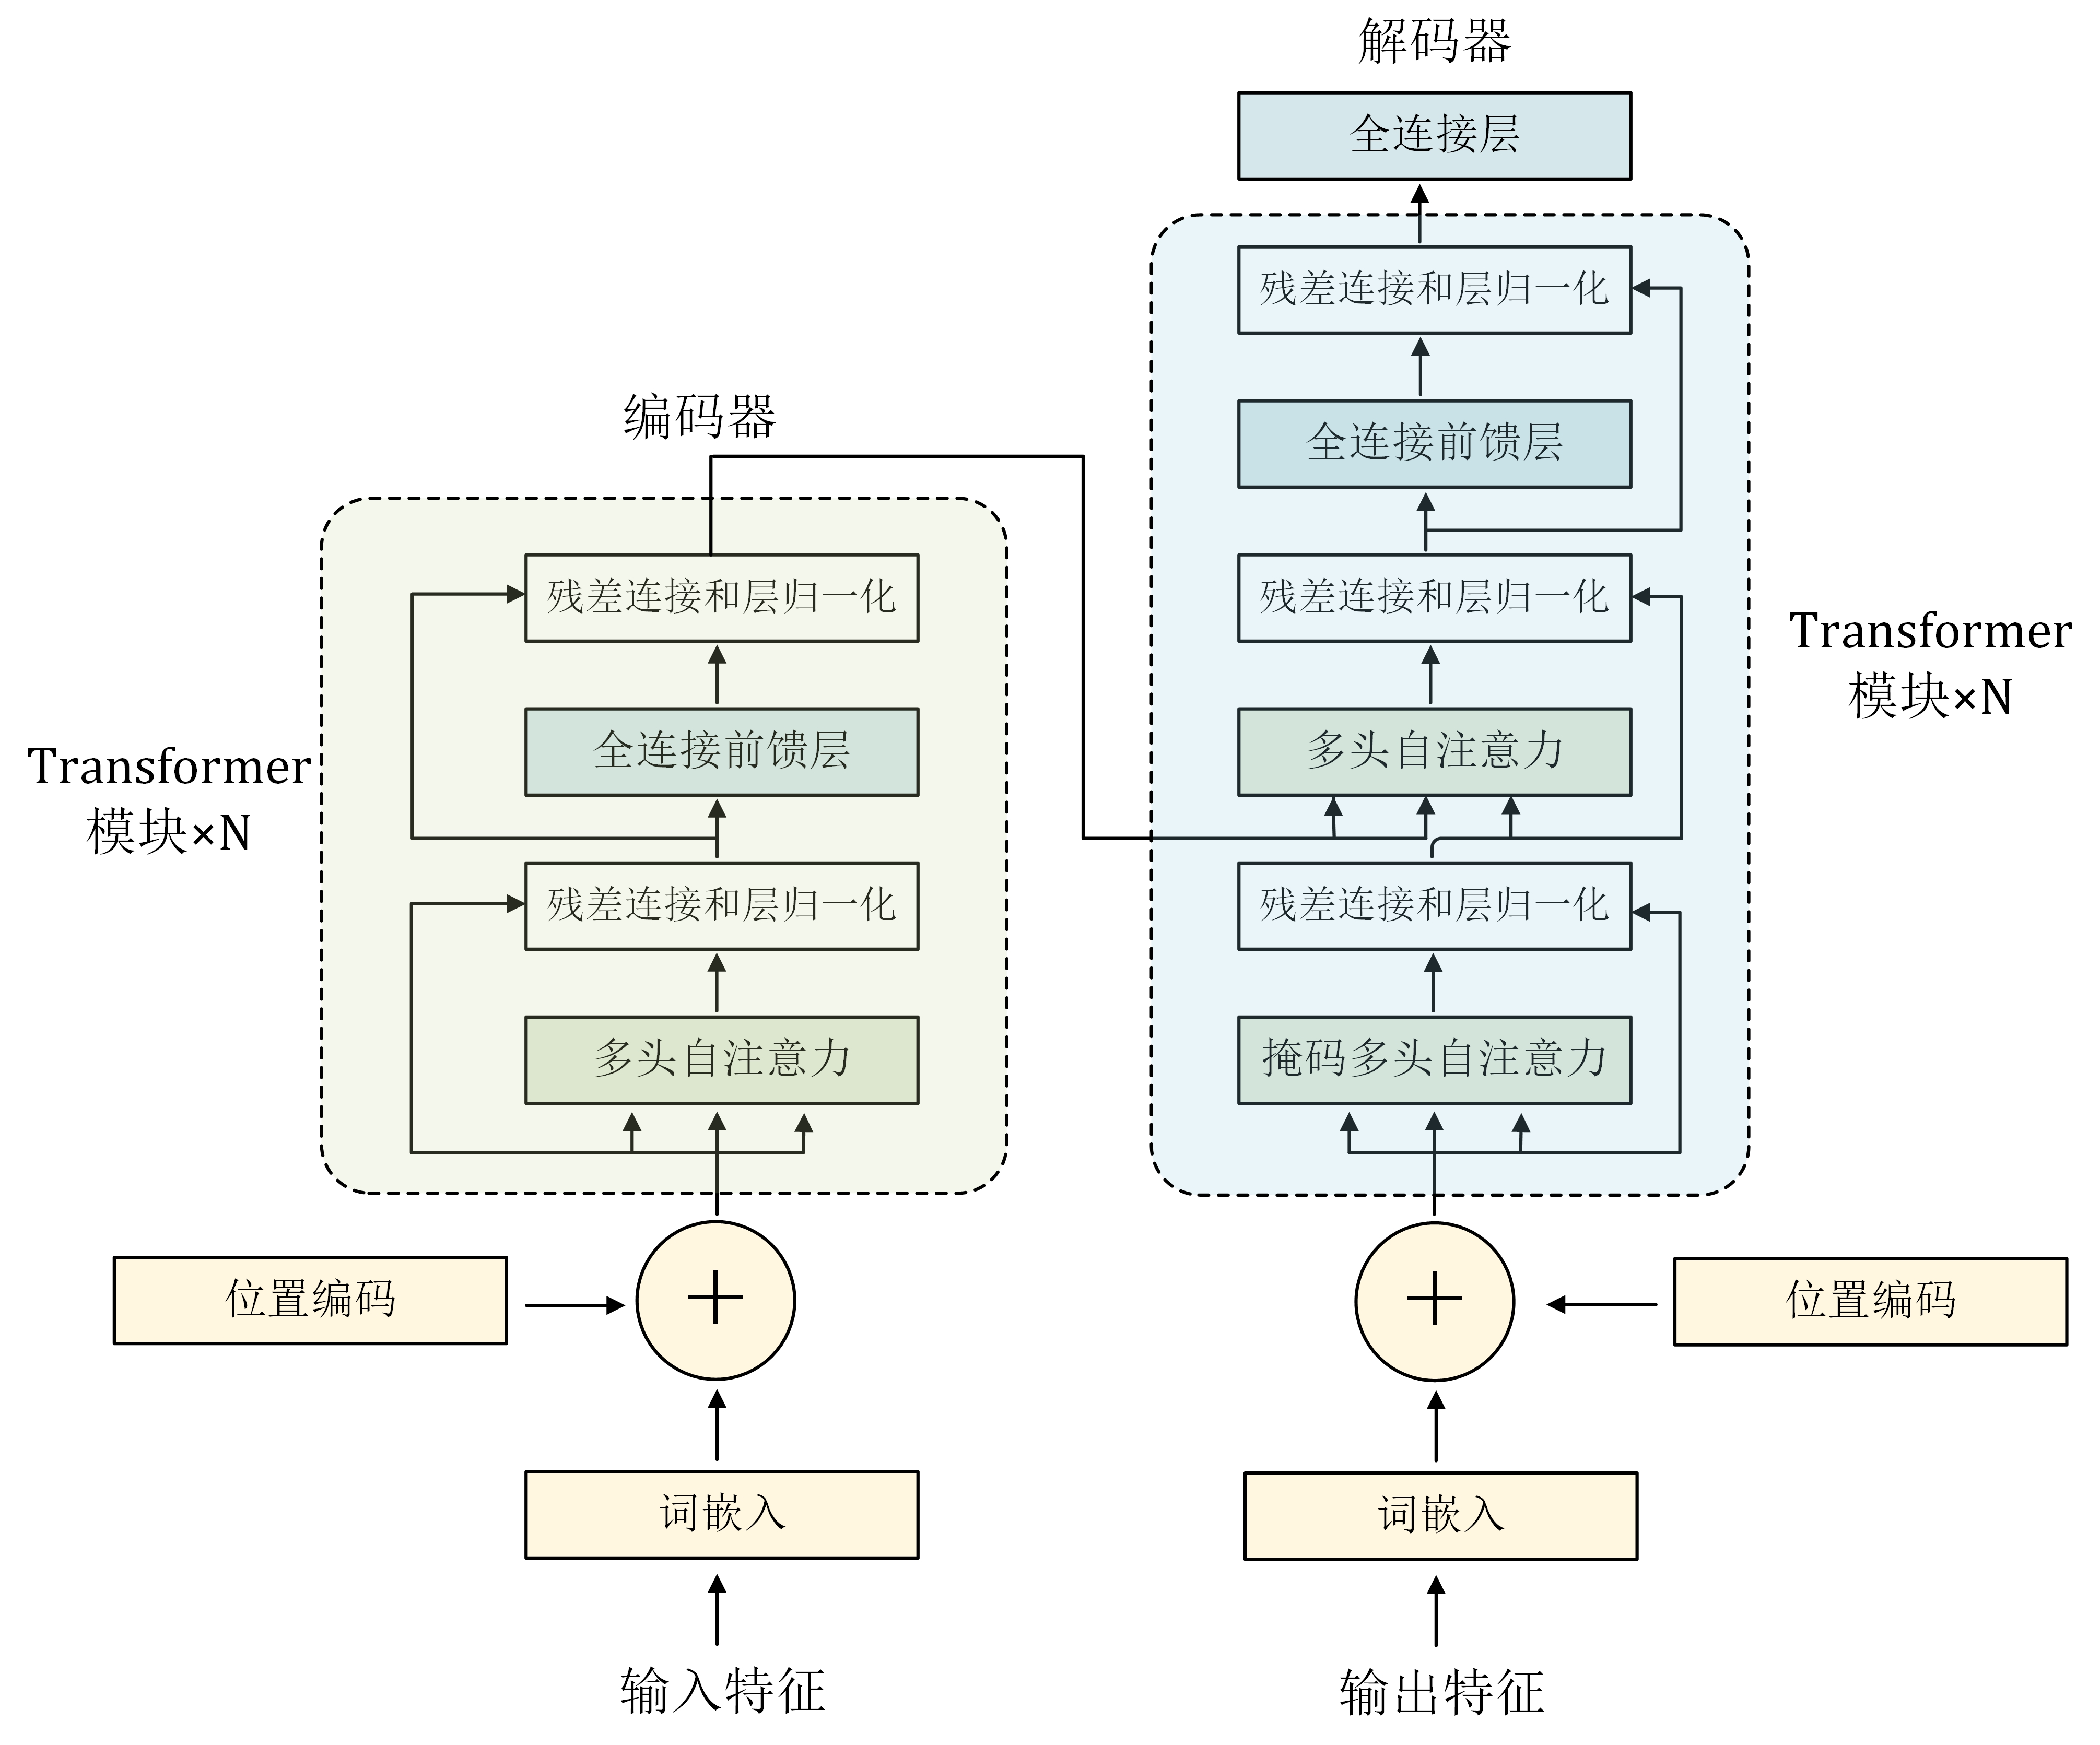 解码器
全连接层
残差连接和层归一化
全连接前馈层
残差连接和层归一化
多头自注意力
残差连接和层归一化
掩码多头自注意力
Transformer
模块×N
编码器
残差连接和层归一化
全连接前馈层
残差连接和层归一化
多头自注意力
Transformer
模块×N
位置编码
+
词嵌入
输入特征
+
位置编码
词嵌入
输出特征